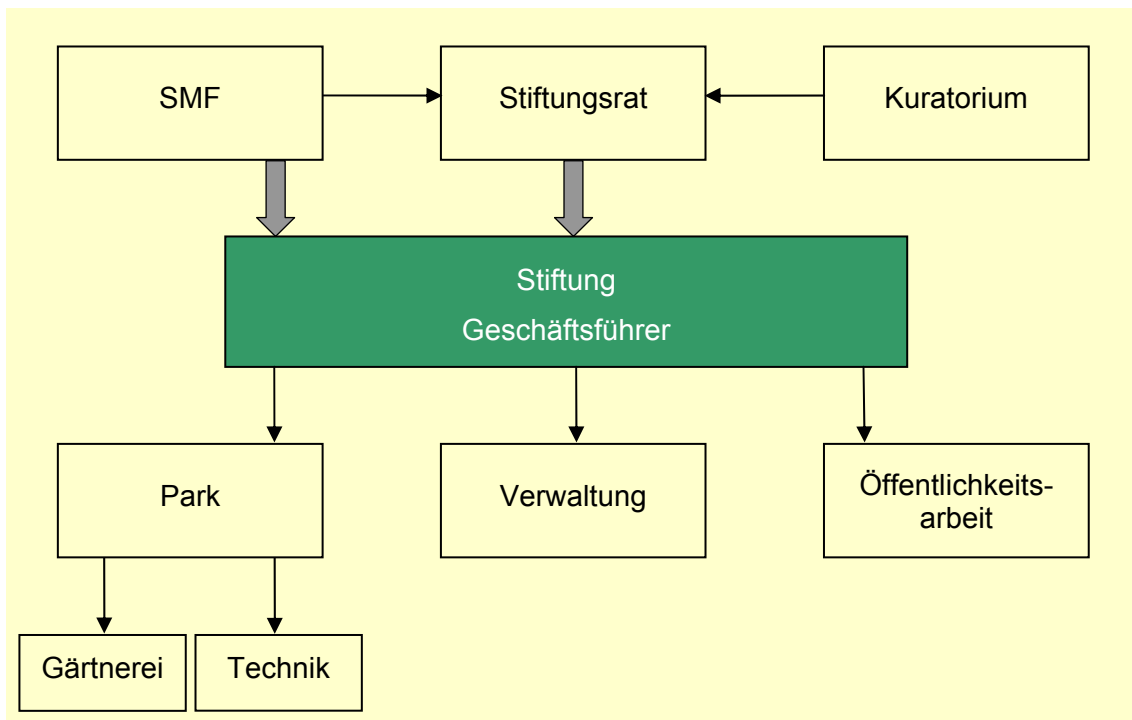 SMF
Stiftungsrat
Kuratorium
Stiftung
Geschäftsführer
Park
Verwaltung
Öffentlichkeits-
arbeit
Gärtnerei
Technik